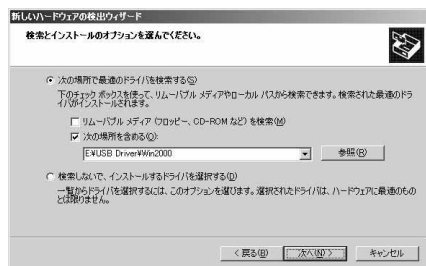 新しいハードウェアの検出ウィザード
検索とインストールのオプションを選んでください。
次の場所で最適のドライバを検索する(S)
下のチェック ボックスを使って、リムーバブル メディアやローカル パスから検索できます。検索された最適のドラ
イバがインストールされます。
リムーバブル メディア (フロッピー、CD-ROM など) を検索(M)
次の場所を含める(O):
E:¥USB Driver¥Win2000
参照(R)
検索しないで、インストールするドライバを選択する(D)
一覧からドライバを選択するには、このオプションを選びます。選択されたドライバは、ハードウェアに最適のもの
とは限りません。
< 戻る(B)
次へ(N) >
キャンセル